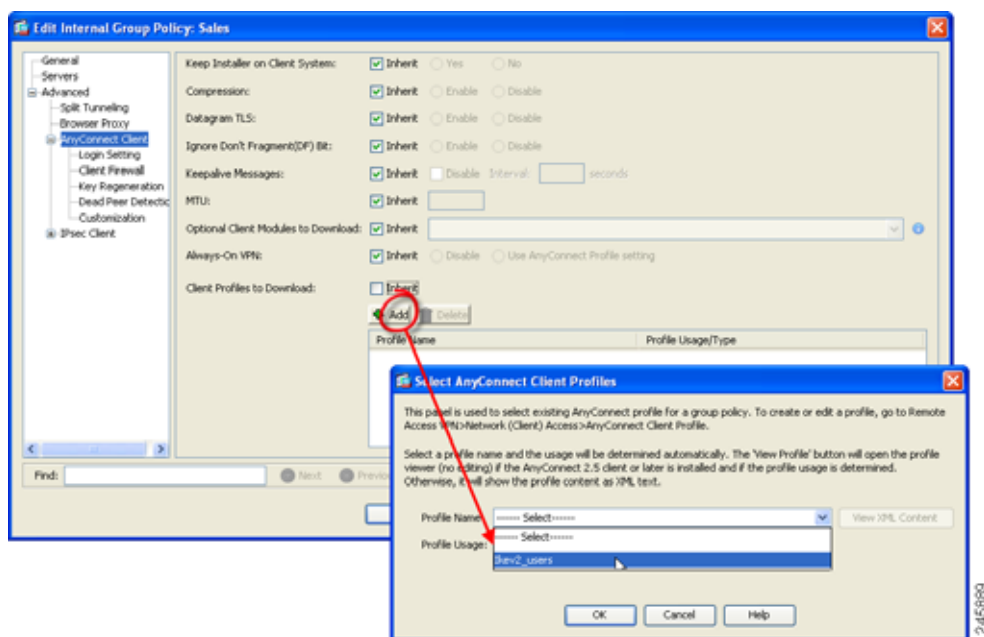 Edit Internal Group Policy: Sales
General
Servers
Advanced
Split Tunneling
Browser Proxy
AnyConnect Client
Login Setting
Client Firewall
Key Regeneration
Dead Peer Detectic
Customization
IPsec Client
Keep Installer on Client System: Inherit Yes No
Compression: Inherit Enable Disable
Datagram TLS: Inherit Enable Disable
Ignore Don't Fragment(DF) Bit: Inherit Enable Disable
Keepalive Messages: Inherit Disable Interval: seconds
MTU: Inherit
Optional Client Modules to Download: Inherit
Always-On VPN: Inherit Disable Use AnyConnect Profile setting
Client Profiles to Download: Inherit
Add Delete
Profile Name Profile Usage/Type
Find: Next Previo
Select AnyConnect Client Profiles
This panel is used to select existing AnyConnect profile for a group policy. To create or edit a profile, go to Remote
Access VPN>Network (Client) Access>AnyConnect Client Profile.
Select a profile name and the usage will be determined automatically. The 'View Profile' button will open the profile
viewer (no editing) if the AnyConnect 2.5 client or later is installed and if the profile usage is determined.
Otherwise, it will show the profile content as XML text.
Profile Name ------ Select------ View XML Content
------ Select------
Profile Usage: Ikev2_users
OK Cancel Help
245889